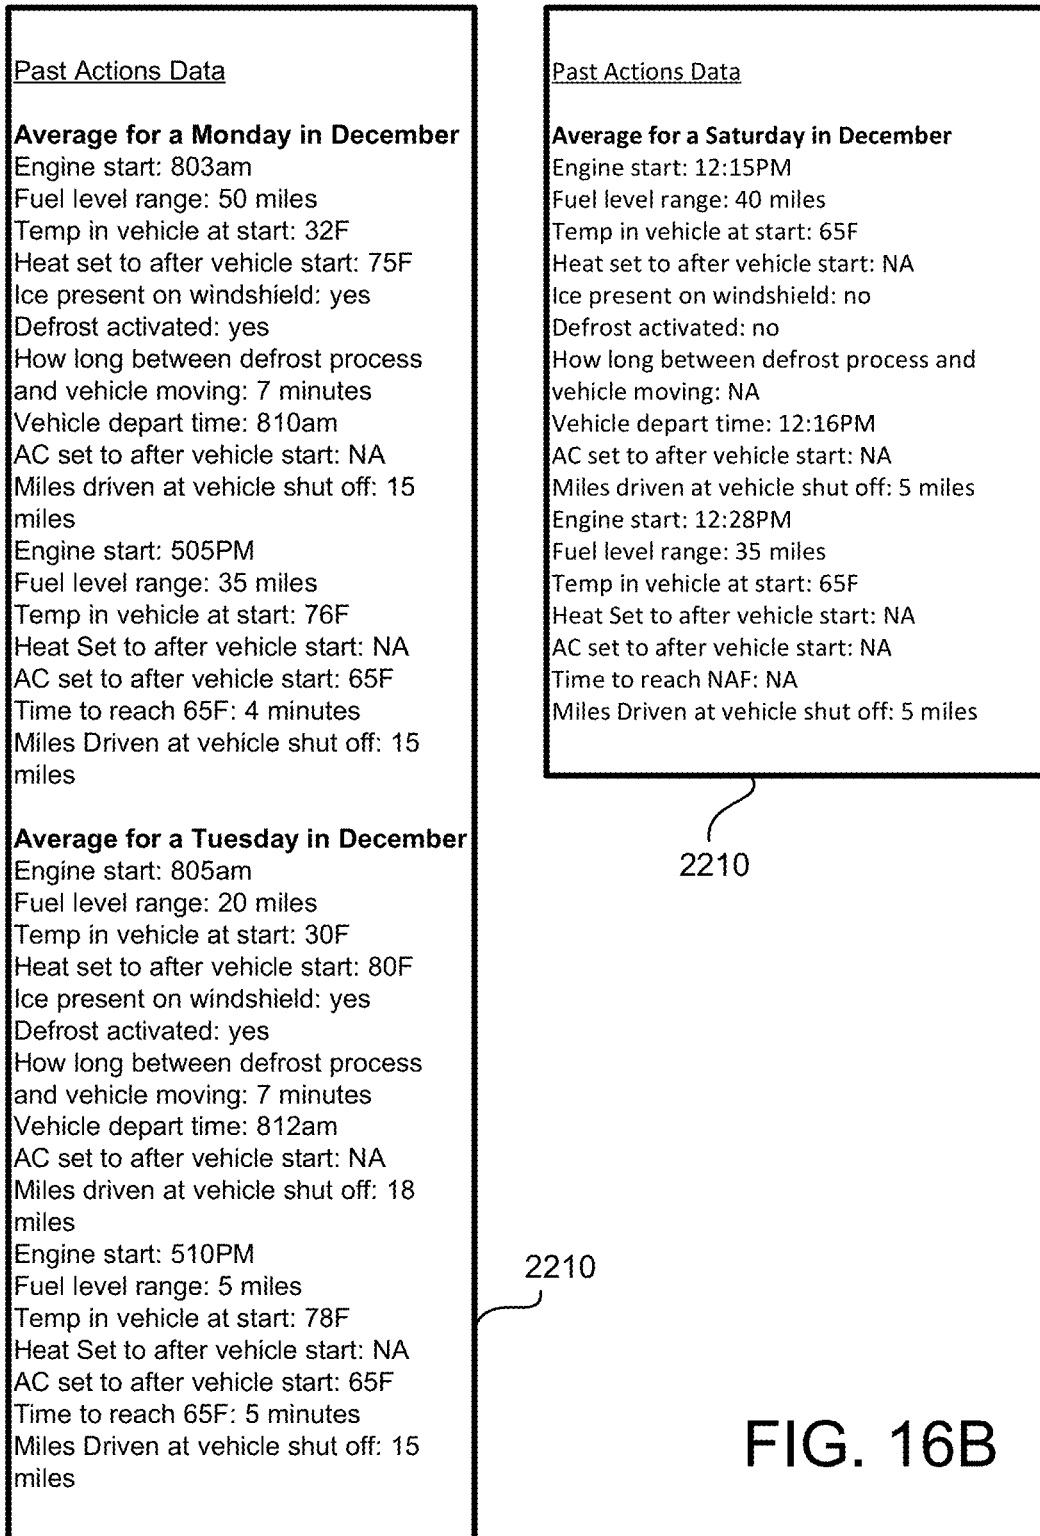 Past Actions Data
Average for a Monday in December
Engine start: 803am
Fuel level range: 50 miles
Temp in vehicle at start: 32F
Heat set to after vehicle start: 75F
Ice present on windshield: yes
Defrost activated: yes
How long between defrost process
and vehicle moving: 7 minutes
Vehicle depart time: 810am
AC set to after vehicle start: NA
Miles driven at vehicle shut off: 15
miles
Engine start: 505PM
Fuel level range: 35 miles
Temp in vehicle at start: 76F
Heat Set to after vehicle start: NA
AC set to after vehicle start: 65F
Time to reach 65F: 4 minutes
Miles Driven at vehicle shut off: 15
miles
Average for a Tuesday in December
Engine start: 805am
Fuel level range: 20 miles
Temp in vehicle at start: 30F
Heat set to after vehicle start: 80F
Ice present on windshield: yes
Defrost activated: yes
How long between defrost process
and vehicle moving: 7 minutes
Vehicle depart time: 812am
AC set to after vehicle start: NA
Miles driven at vehicle shut off: 18
miles
Engine start: 510PM
Fuel level range: 5 miles
Temp in vehicle at start: 78F
Heat Set to after vehicle start: NA
AC set to after vehicle start: 65F
Time to reach 65F: 5 minutes
Miles Driven at vehicle shut off: 15
miles
2210
Past Actions Data
Average for a Saturday in December
Engine start: 12:15PM
Fuel level range: 40 miles
Temp in vehicle at start: 65F
Heat set to after vehicle start: NA
Ice present on windshield: no
Defrost activated: no
How long between defrost process and
vehicle moving: NA
Vehicle depart time: 12:16PM
AC set to after vehicle start: NA
Miles driven at vehicle shut off: 5 miles
Engine start: 12:28PM
Fuel level range: 35 miles
Temp in vehicle at start: 65F
Heat Set to after vehicle start: NA
AC set to after vehicle start: NA
Time to reach NAF: NA
Miles Driven at vehicle shut off: 5 miles
2210
FIG. 16B